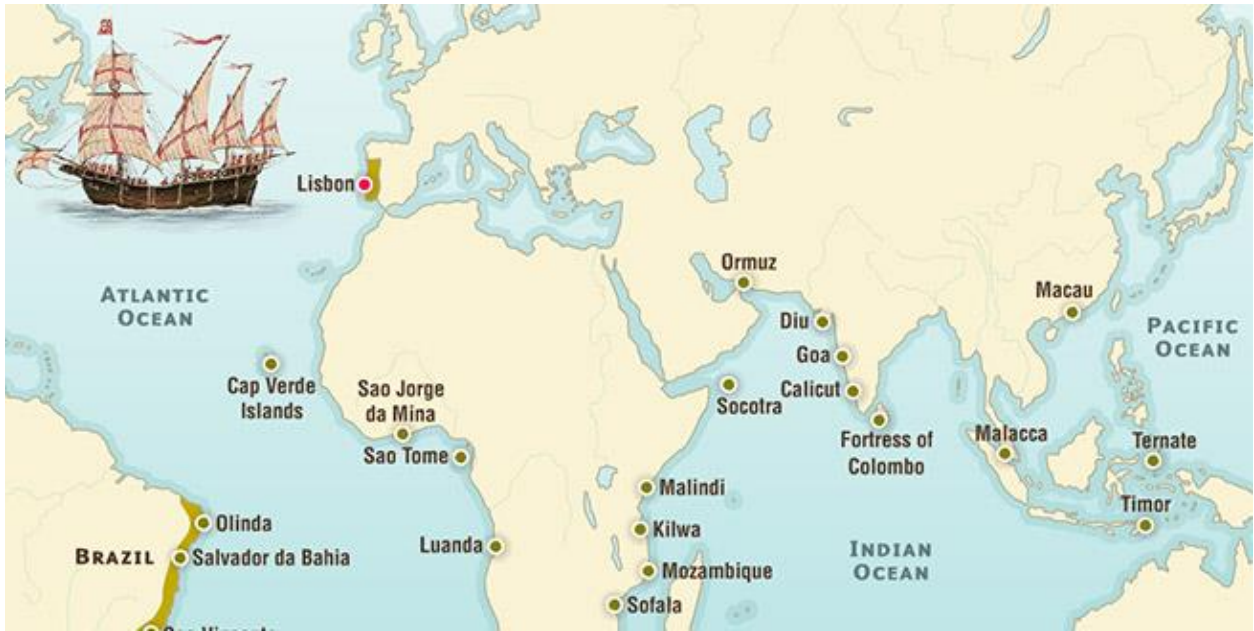 Lisbon
ATLANTIC
OCEAN
Ormuz
Macau
Diu
PACIFIC
OCEAN
Goa
Cap Verde
Islands
Sao Jorge
da Mina
Calicut
Socotra
Fortress of
Colombo
Malacca
Ternate
Sao Tome
Malindi
Timor
Olinda
Kilwa
Luanda
BRAZIL
Salvador da Bahia
INDIAN
OCEAN
Mozambique
Sofala